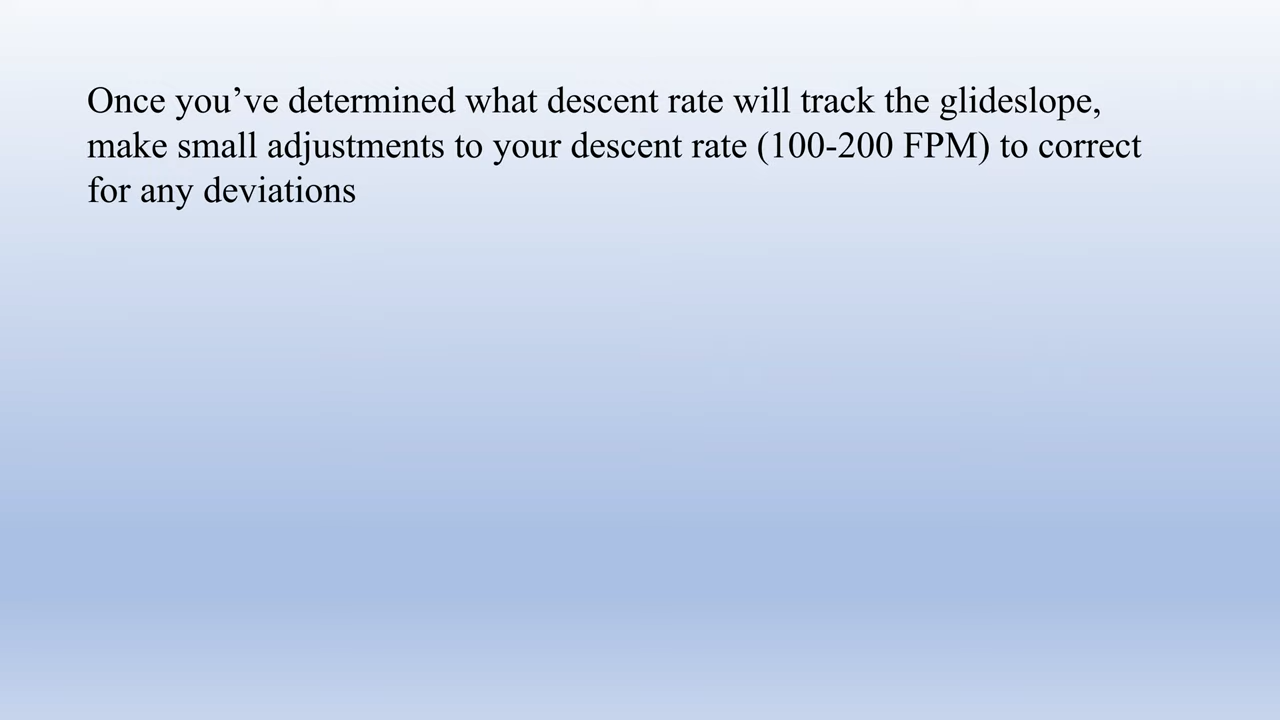 Once you’ve determined what descent rate will track the glideslope,
make small adjustments to your descent rate (100-200 FPM) to correct
for any deviations